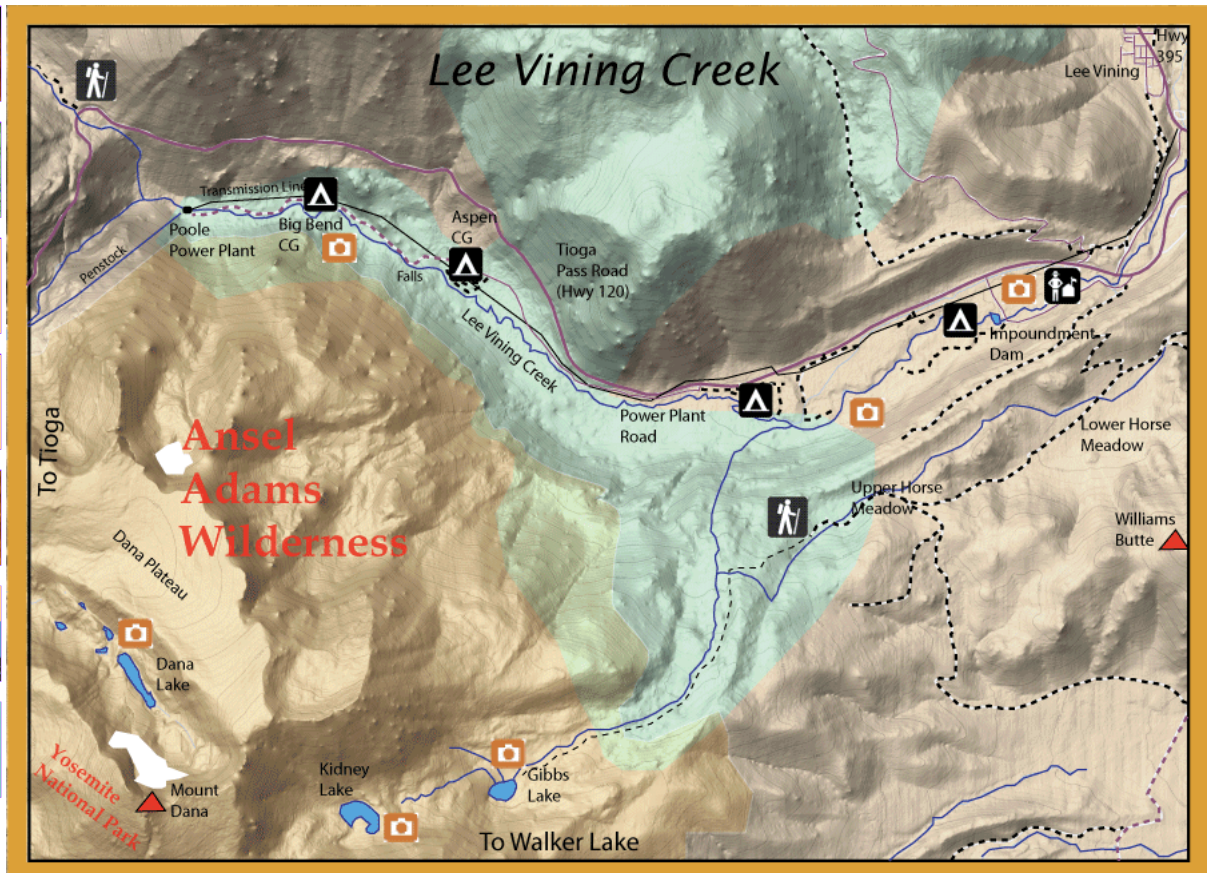 Lee Vining Creek
Hwy
395
Lee Vining
Transmission Line
Poole
Power Plant
Big Bend
CG
Aspen
CG
Penstock
Falls
Tioga
Pass Road
(Hwy 120)
Lee Vining Creek
Impoundment
Dam
Power Plant
Road
To Tioga
Ansel
Adams
Wilderness
Lower Horse
Meadow
Upper Horse
Meadow
Williams
Butte
Dana Plateau
Dana
Lake
Yosemite
National Park
Mount
Dana
Kidney
Lake
Gibbs
Lake
To Walker Lake